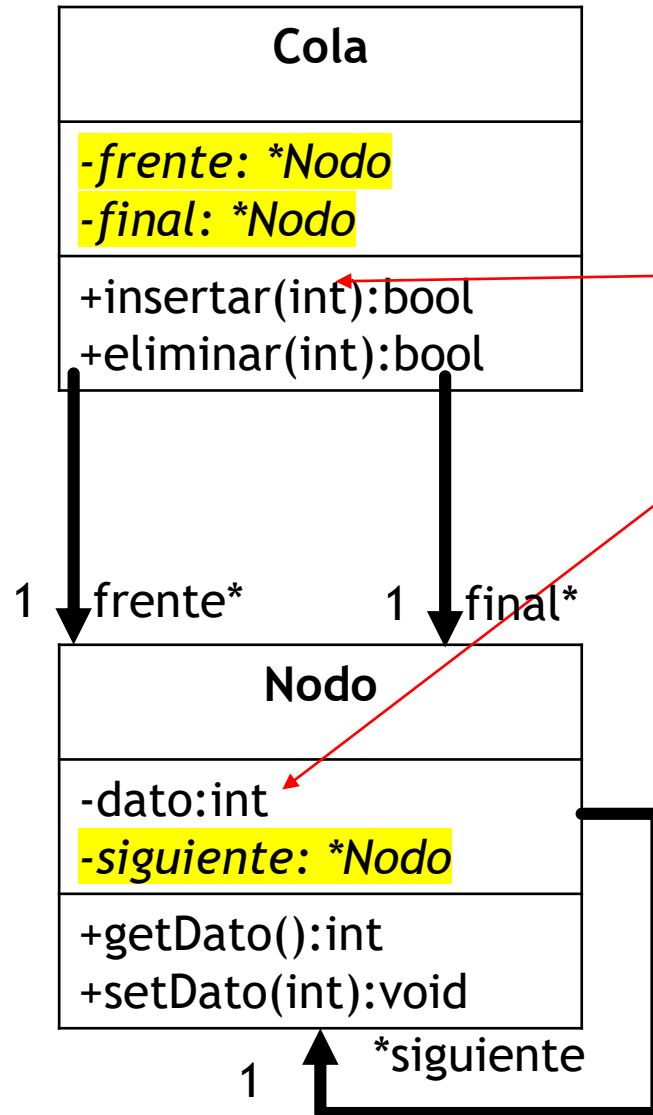 Cola
-frente: *Nodo
-final: *Nodo
+insertar(int):bool
+eliminar(int):bool
1 frente* 1 final*
Nodo
-dato:int
-siguiente: *Nodo
+getDato():int
+setDato(int):void
*siguiente
1